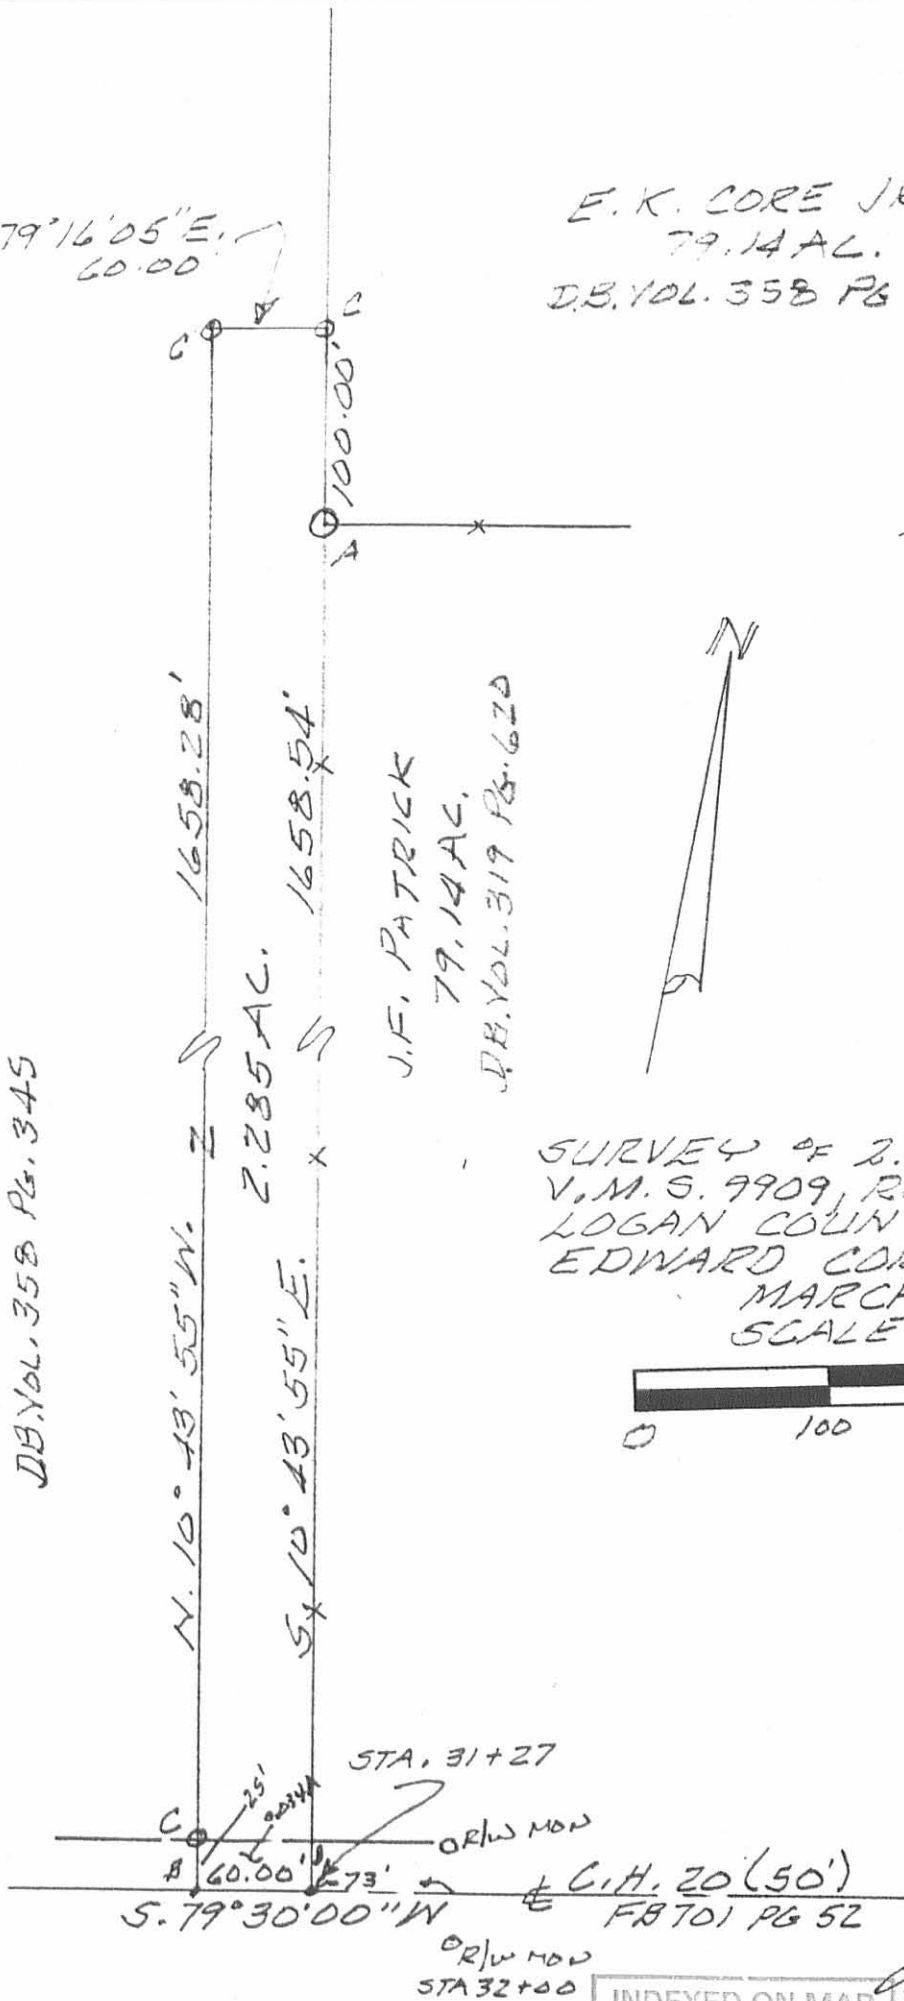 E. K. CORE JR
79.14 AC.
D.B. VOL. 358 PG
79°16'05"E.
60.00'
C
C
100.00'
A
1658.28'
1658.54'
J.F. PATRICK
79.14 AC.
D.B. VOL. 319 PG. 620
N
2.285 AC.
D.B. VOL. 358 PG. 345
N. 10° 43' 55" W.
S. 10° 43' 55" E.
SURVEY OF 2.
V.M.S. 9909, R
LOGAN COUN
EDWARD COR
MARCH
SCALE
0
100
STA. 31+27
25'
0.034A
C
R/W MON
B
60.00'
73'
℄ C.H. 20 (50')
S. 79°30'00" W
FB 701 PG 52
R/W MON
STA 32+00
INDEXED ON MAP